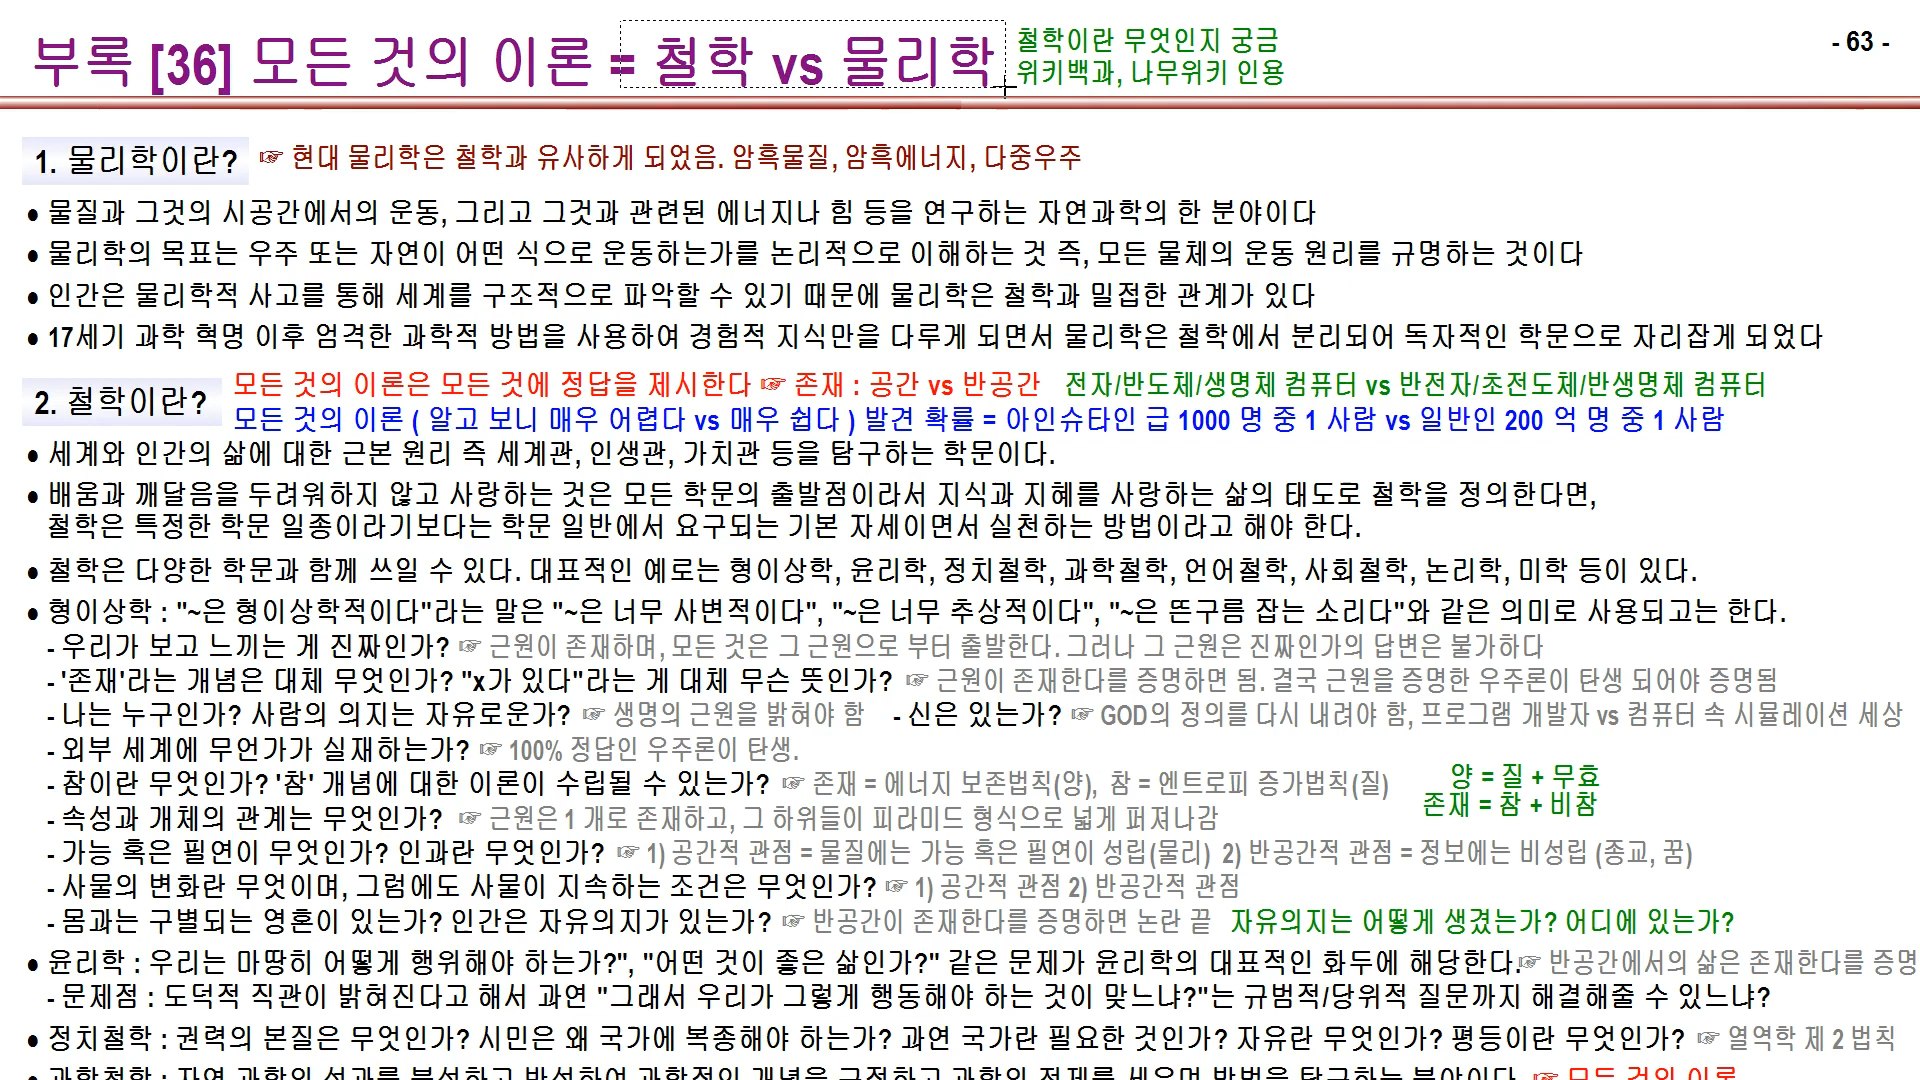 부록 [36] 모든 것의 이론 = 철학 vs 물리학
철학이란 무엇인지 궁금
위키백과, 나무위키 인용
- 63 -
1. 물리학이란? ☞ 현대 물리학은 철학과 유사하게 되었음. 암흑물질, 암흑에너지, 다중우주
● 물질과 그것의 시공간에서의 운동, 그리고 그것과 관련된 에너지나 힘 등을 연구하는 자연과학의 한 분야이다
● 물리학의 목표는 우주 또는 자연이 어떤 식으로 운동하는가를 논리적으로 이해하는 것 즉, 모든 물체의 운동 원리를 규명하는 것이다
● 인간은 물리학적 사고를 통해 세계를 구조적으로 파악할 수 있기 때문에 물리학은 철학과 밀접한 관계가 있다
● 17세기 과학 혁명 이후 엄격한 과학적 방법을 사용하여 경험적 지식만을 다루게 되면서 물리학은 철학에서 분리되어 독자적인 학문으로 자리잡게 되었다
2. 철학이란?
모든 것의 이론은 모든 것에 정답을 제시한다 ☞ 존재 : 공간 vs 반공간 전자/반도체/생명체 컴퓨터 vs 반전자/초전도체/반생명체 컴퓨터
모든 것의 이론 ( 알고 보니 매우 어렵다 vs 매우 쉽다 ) 발견 확률 = 아인슈타인 급 1000 명 중 1 사람 vs 일반인 200 억 명 중 1 사람
● 세계와 인간의 삶에 대한 근본 원리 즉 세계관, 인생관, 가치관 등을 탐구하는 학문이다.
● 배움과 깨달음을 두려워하지 않고 사랑하는 것은 모든 학문의 출발점이라서 지식과 지혜를 사랑하는 삶의 태도로 철학을 정의한다면,
철학은 특정한 학문 일종이라기보다는 학문 일반에서 요구되는 기본 자세이면서 실천하는 방법이라고 해야 한다.
● 철학은 다양한 학문과 함께 쓰일 수 있다. 대표적인 예로는 형이상학, 윤리학, 정치철학, 과학철학, 언어철학, 사회철학, 논리학, 미학 등이 있다.
● 형이상학 : "~은 형이상학적이다"라는 말은 "~은 너무 사변적이다", "~은 너무 추상적이다", "~은 뜬구름 잡는 소리다"와 같은 의미로 사용되고는 한다.
- 우리가 보고 느끼는 게 진짜인가? ☞ 근원이 존재하며, 모든 것은 그 근원으로 부터 출발한다. 그러나 그 근원은 진짜인가의 답변은 불가하다
- '존재'라는 개념은 대체 무엇인가? "x가 있다"라는 게 대체 무슨 뜻인가? ☞ 근원이 존재한다를 증명하면 됨. 결국 근원을 증명한 우주론이 탄생 되어야 증명됨
- 나는 누구인가? 사람의 의지는 자유로운가? ☞ 생명의 근원을 밝혀야 함 - 신은 있는가? ☞ GOD의 정의를 다시 내려야 함, 프로그램 개발자 vs 컴퓨터 속 시뮬레이션 세상
- 외부 세계에 무언가가 실재하는가? ☞ 100% 정답인 우주론이 탄생.
- 참이란 무엇인가? '참' 개념에 대한 이론이 수립될 수 있는가? ☞ 존재 = 에너지 보존법칙(양), 참 = 엔트로피 증가법칙(질)
양 = 질 + 무효
존재 = 참 + 비참
- 속성과 개체의 관계는 무엇인가? ☞ 근원은 1 개로 존재하고, 그 하위들이 피라미드 형식으로 넓게 퍼져나감
- 가능 혹은 필연이 무엇인가? 인과란 무엇인가? ☞ 1) 공간적 관점 = 물질에는 가능 혹은 필연이 성립(물리) 2) 반공간적 관점 = 정보에는 비성립 (종교, 꿈)
- 사물의 변화란 무엇이며, 그럼에도 사물이 지속하는 조건은 무엇인가? ☞ 1) 공간적 관점 2) 반공간적 관점
- 몸과는 구별되는 영혼이 있는가? 인간은 자유의지가 있는가? ☞ 반공간이 존재한다를 증명하면 논란 끝 자유의지는 어떻게 생겼는가? 어디에 있는가?
● 윤리학 : 우리는 마땅히 어떻게 행위해야 하는가?", "어떤 것이 좋은 삶인가?" 같은 문제가 윤리학의 대표적인 화두에 해당한다.☞ 반공간에서의 삶은 존재한다를 증명
- 문제점 : 도덕적 직관이 밝혀진다고 해서 과연 "그래서 우리가 그렇게 행동해야 하는 것이 맞느냐?"는 규범적/당위적 질문까지 해결해줄 수 있느냐?
● 정치철학 : 권력의 본질은 무엇인가? 시민은 왜 국가에 복종해야 하는가? 과연 국가란 필요한 것인가? 자유란 무엇인가? 평등이란 무엇인가? ☞ 열역학 제 2 법칙
● 과학철학 : 자연 과학의 성과를 분석하고 반성하여 과학적인 개념을 규정하고 과학의 전제를 세우며 방법을 탐구하는 분야이다. ☞ 모든 것의 이론